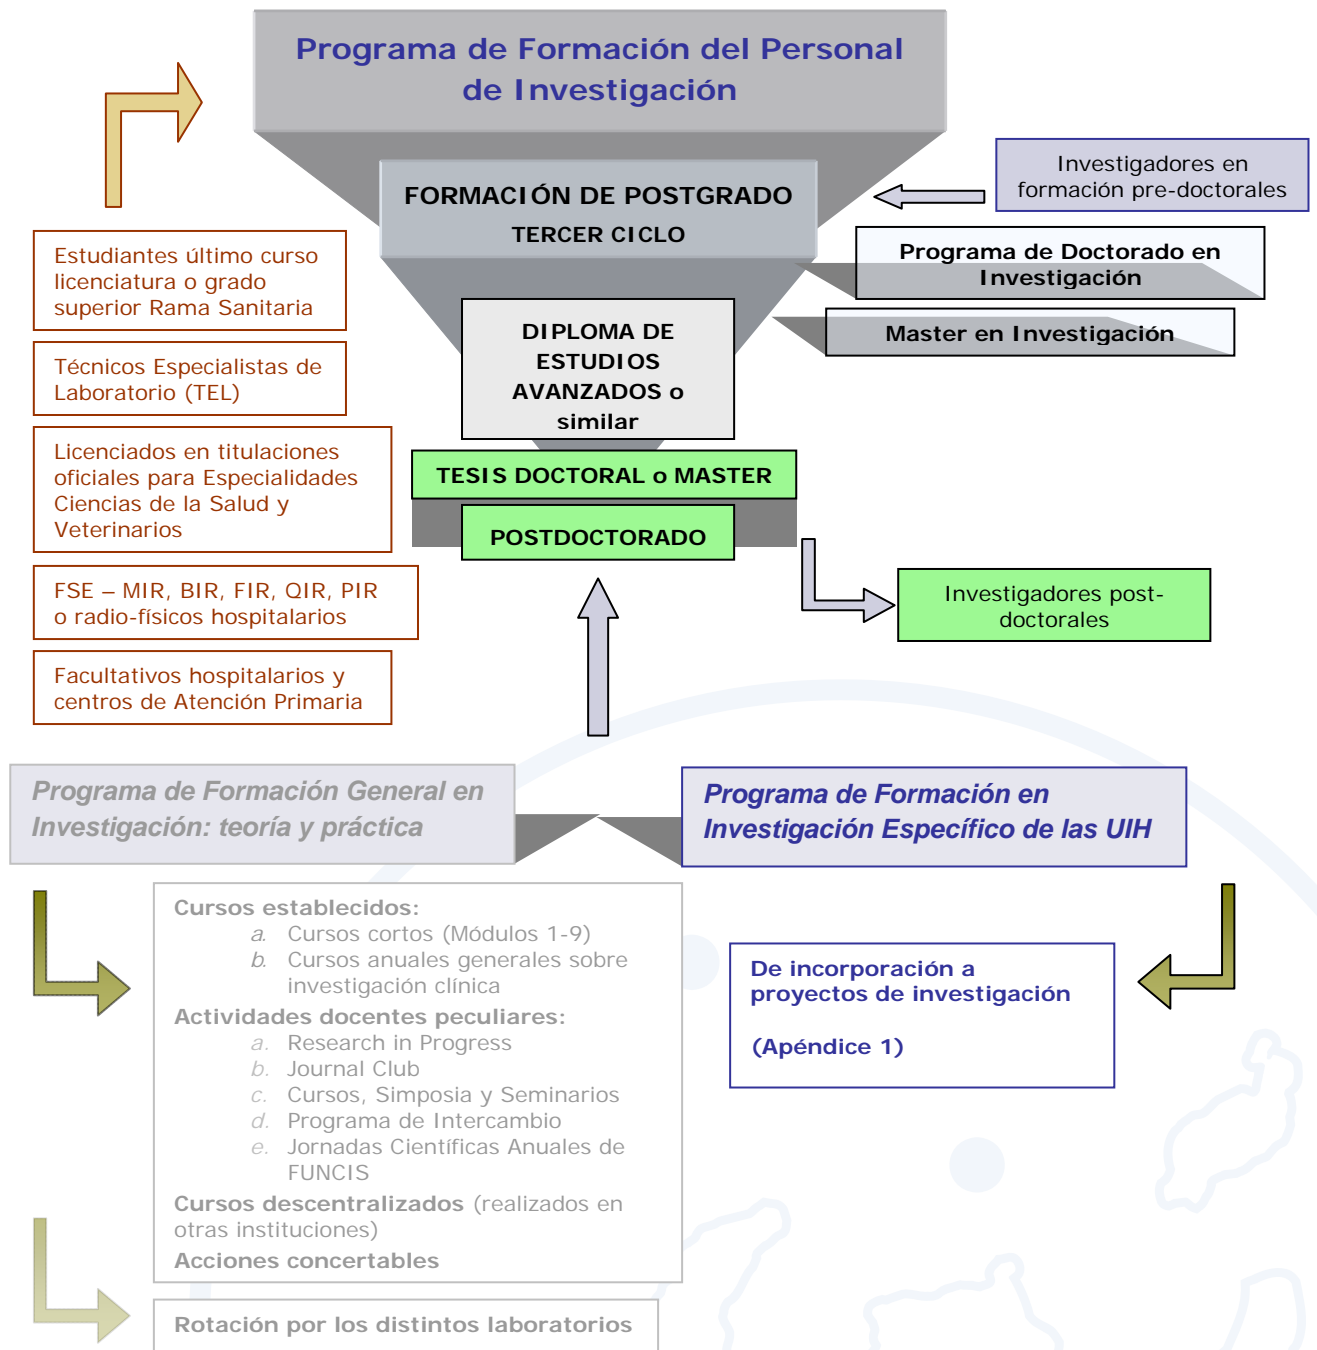 Programa de Formación del Personal
de Investigación
FORMACIÓN DE POSTGRADO
TERCER CICLO
Investigadores en
formación pre-doctorales
Programa de Doctorado en
Investigación
Master en Investigación
Estudiantes último curso
licenciatura o grado
superior Rama Sanitaria
Técnicos Especialistas de
Laboratorio (TEL)
Licenciados en titulaciones
oficiales para Especialidades
Ciencias de la Salud y
Veterinarios
FSE – MIR, BIR, FIR, QIR, PIR
o radio-físicos hospitalarios
Facultativos hospitalarios y
centros de Atención Primaria
DIPLOMA DE
ESTUDIOS
AVANZADOS o
similar
TESIS DOCTORAL o MASTER
POSTDOCTORADO
Investigadores post-
doctorales
Programa de Formación General en
Investigación: teoría y práctica
Programa de Formación en
Investigación Específico de las UIH
Cursos establecidos:
a. Cursos cortos (Módulos 1-9)
b. Cursos anuales generales sobre
investigación clínica
Actividades docentes peculiares:
a. Research in Progress
b. Journal Club
c. Cursos, Simposia y Seminarios
d. Programa de Intercambio
e. Jornadas Científicas Anuales de
FUNCIS
Cursos descentralizados (realizados en
otras instituciones)
Acciones concertables
Rotación por los distintos laboratorios
De incorporación a
proyectos de investigación
(Apéndice 1)